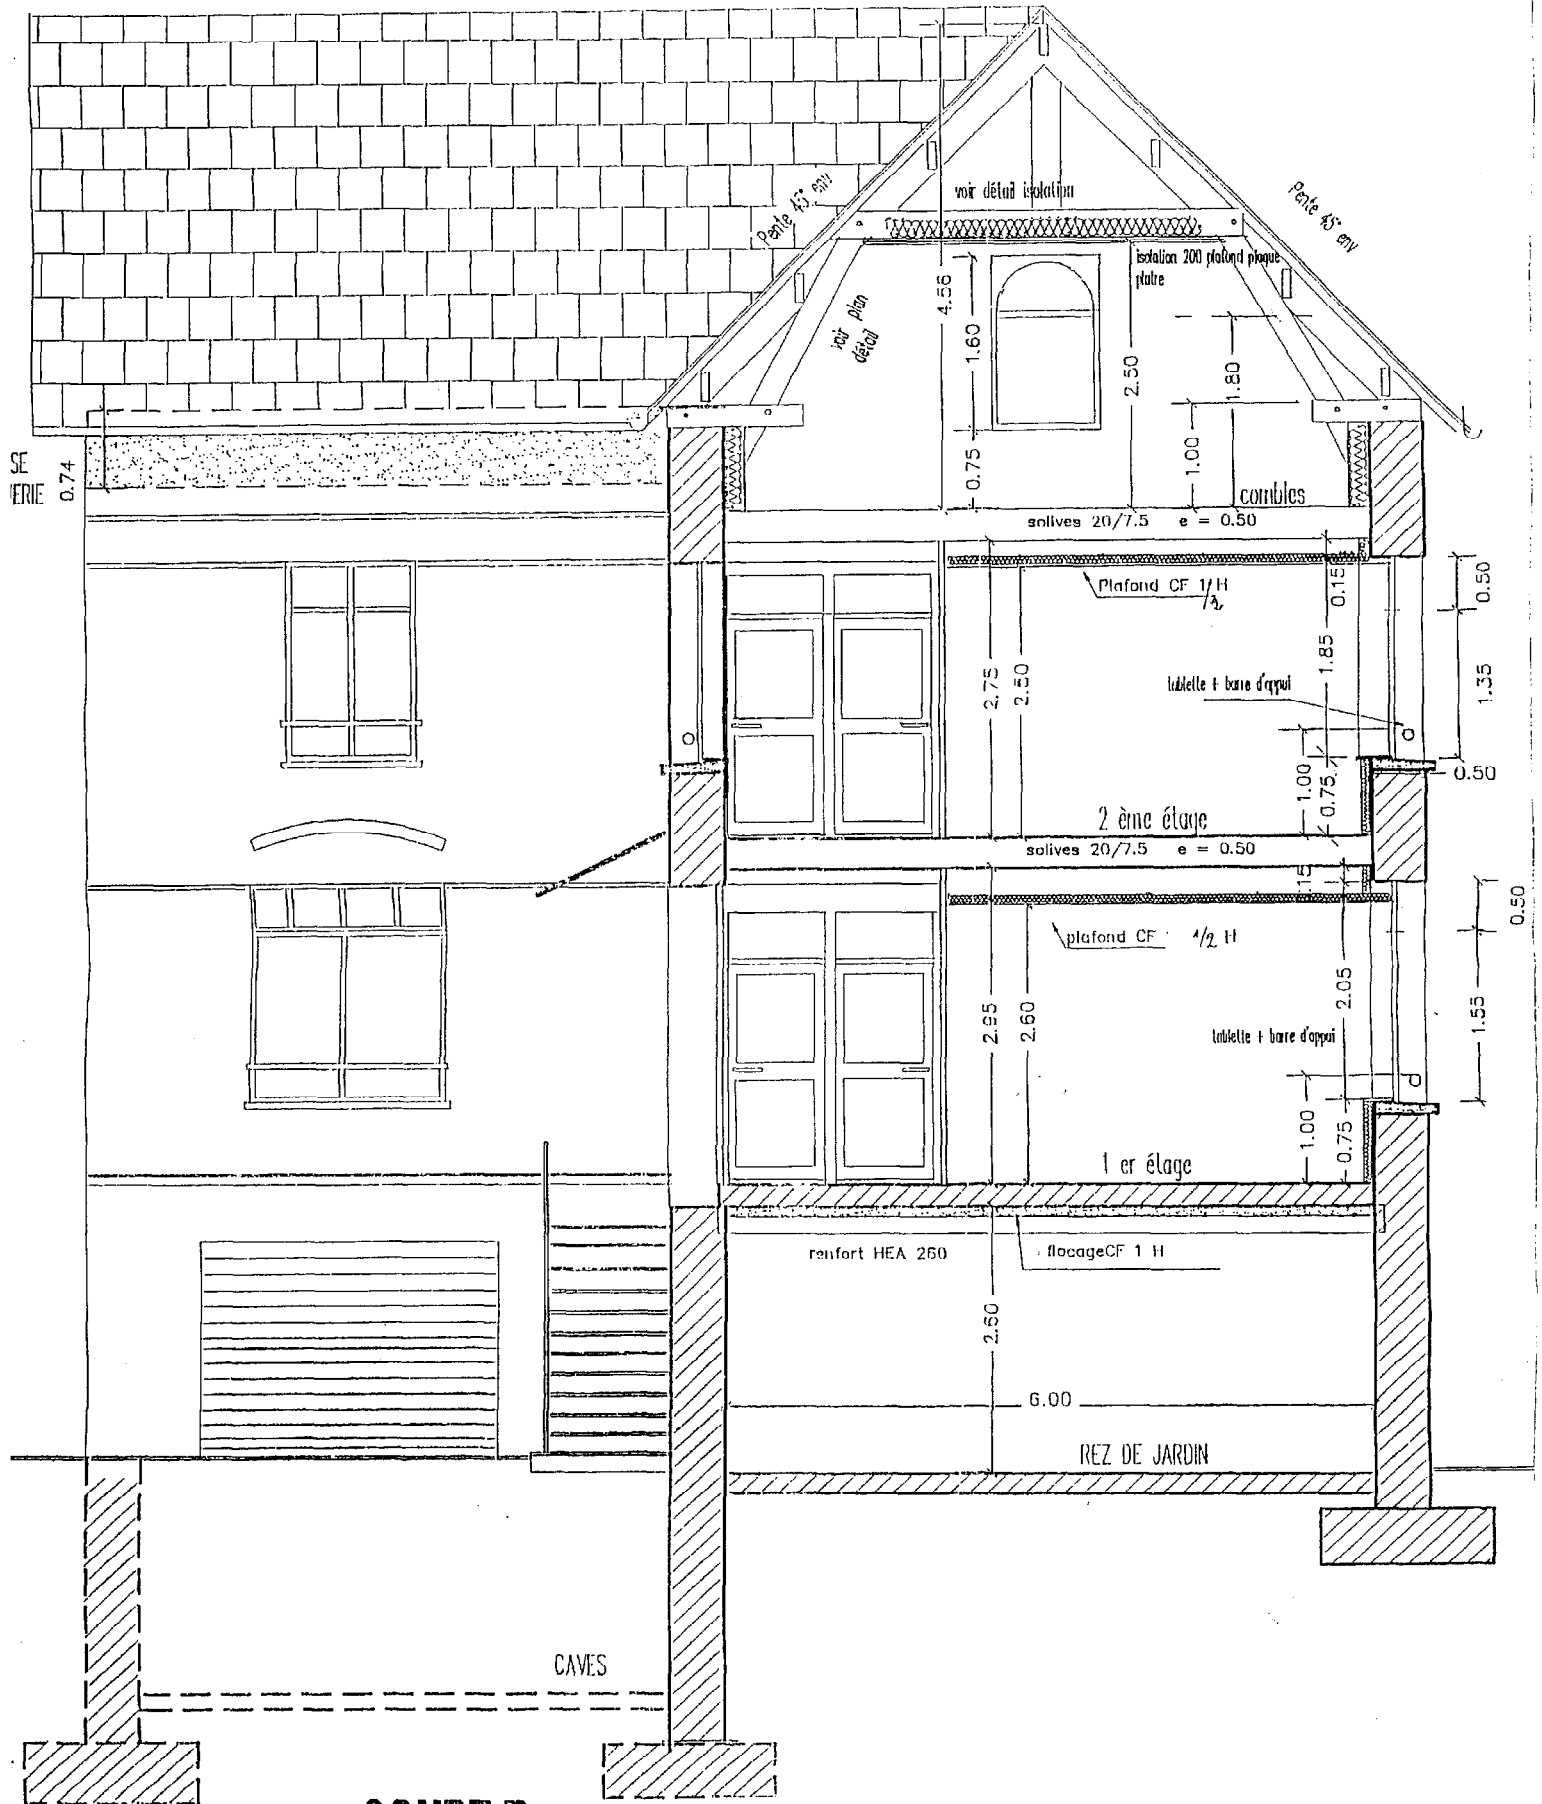 Pente 45° env
voir détail isolation
Pente 45° env
isolation 200 plafond plaque
platre
voir plan
détail
4.56
1.60
2.50
1.80
1.00
0.75
SE
ERIE
0.74
combles
solives 20/7.5 e = 0.50
Plafond CF 1/2 H
0.15
0.50
2.75
2.50
1.85
1.35
tablette + barre d'appui
1.00
0.75
0.50
2 ème étage
solives 20/7.5 e = 0.50
.15
0.50
plafond CF 1/2 H
2.95
2.60
2.05
1.55
tablette + barre d'appui
1.00
0.75
1 er étage
renfort HEA 260
flocageCF 1 H
2.60
6.00
REZ DE JARDIN
CAVES